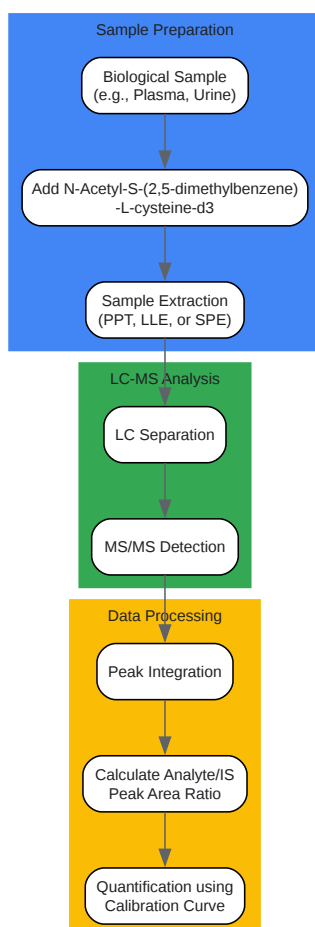 Sample Preparation
Biological Sample
(e.g., Plasma, Urine)
Add N-Acetyl-S-(2,5-dimethylbenzene)
-L-cysteine-d3
Sample Extraction
(PPT, LLE, or SPE)
LC-MS Analysis
LC Separation
MS/MS Detection
Data Processing
Peak Integration
Calculate Analyte/IS
Peak Area Ratio
Quantification using
Calibration Curve